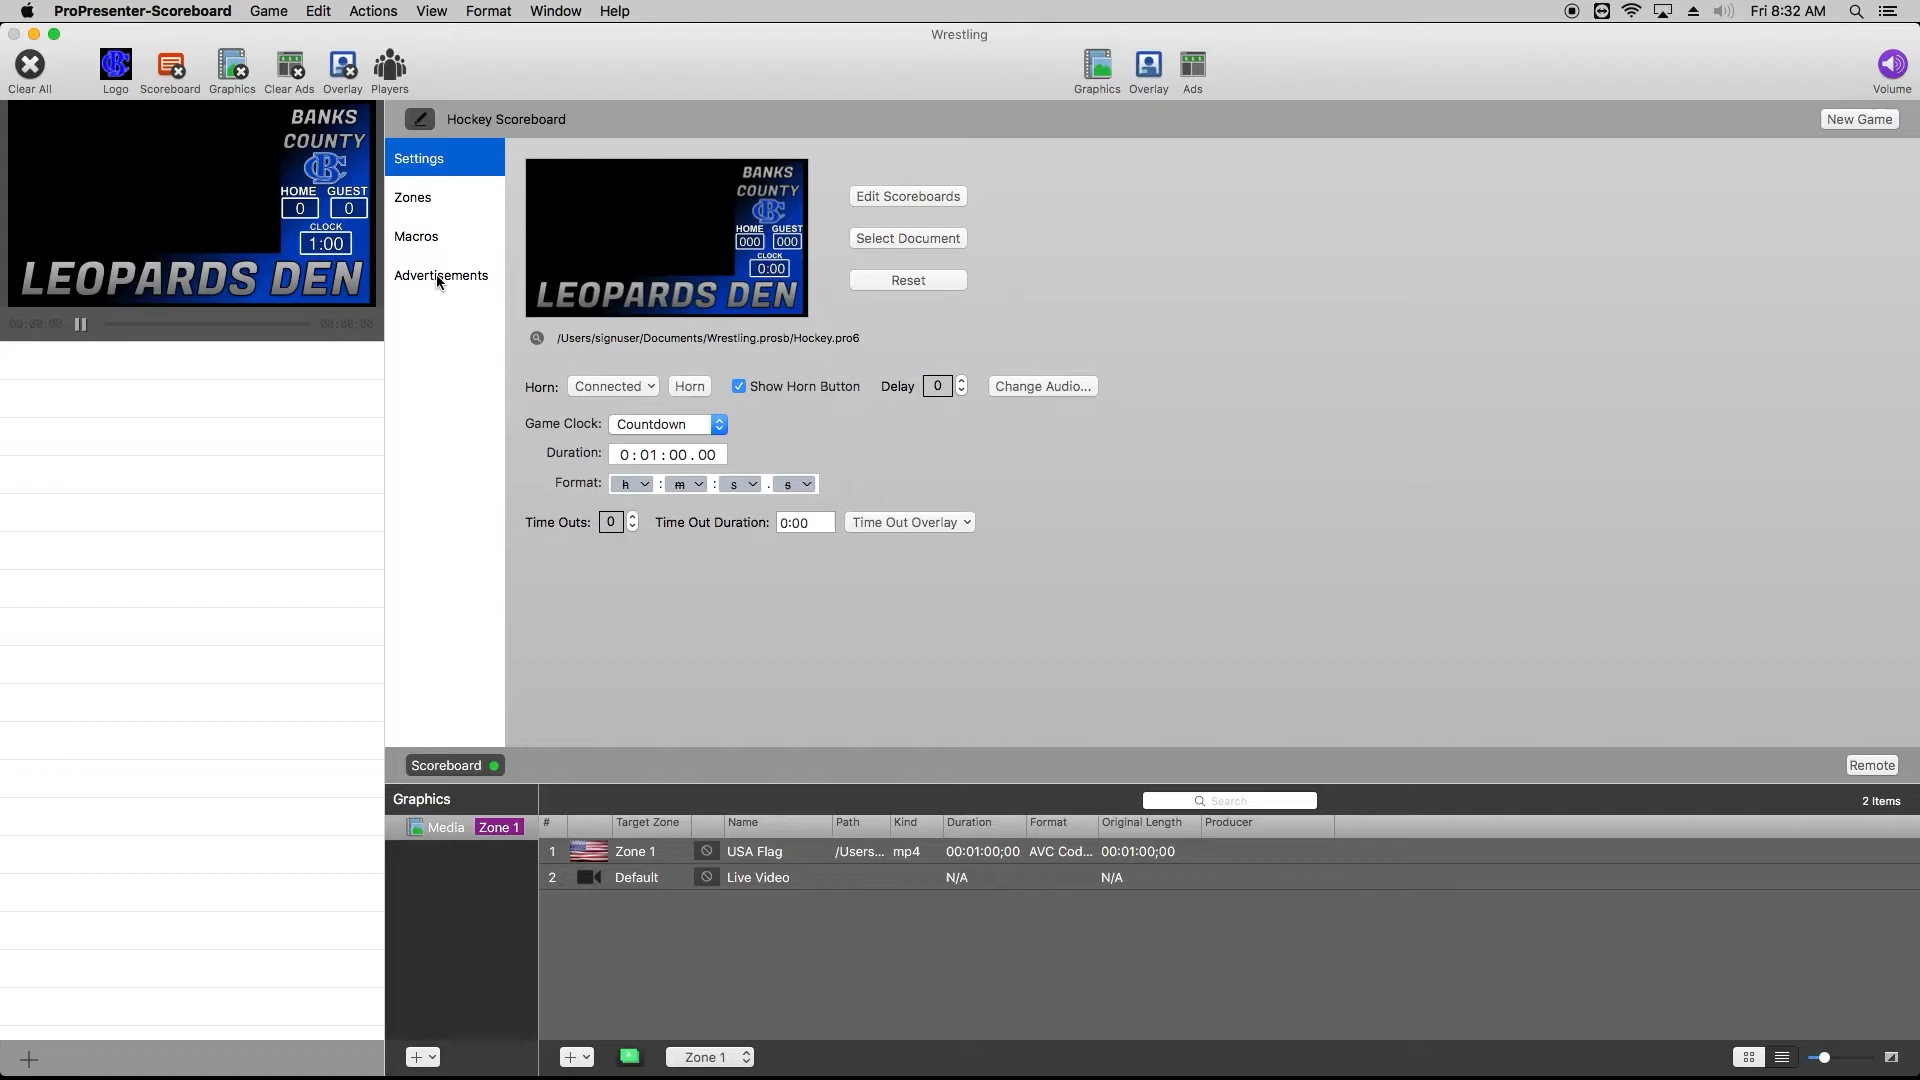 ProPresenter-Scoreboard Game Edit Actions View Format Window Help Fri 8:32 AM
Wrestling
Clear All Logo Scoreboard Graphics Clear Ads Overlay Players Graphics Overlay Ads Volume
BANKS
COUNTY
HOME GUEST
0 0
CLOCK
1:00
LEOPARDS DEN
00:00:00 00:00:00
Hockey Scoreboard New Game
Settings
Zones
Macros
Advertisements
BANKS
COUNTY
HOME GUEST
000 000
CLOCK
0:00
LEOPARDS DEN
Edit Scoreboards
Select Document
Reset
/Users/signuser/Documents/Wrestling.prosb/Hockey.pro6
Horn: Connected Horn Show Horn Button Delay 0 Change Audio...
Game Clock: Countdown
Duration: 0:01:00.00
Format: h : m : s . s
Time Outs: 0 Time Out Duration: 0:00 Time Out Overlay
Scoreboard Remote
Graphics Search 2 Items
Media Zone 1
# Target Zone Name Path Kind Duration Format Original Length Producer
1 Zone 1 USA Flag /Users... mp4 00:01:00;00 AVC Cod... 00:01:00;00
2 Default Live Video N/A N/A
Zone 1